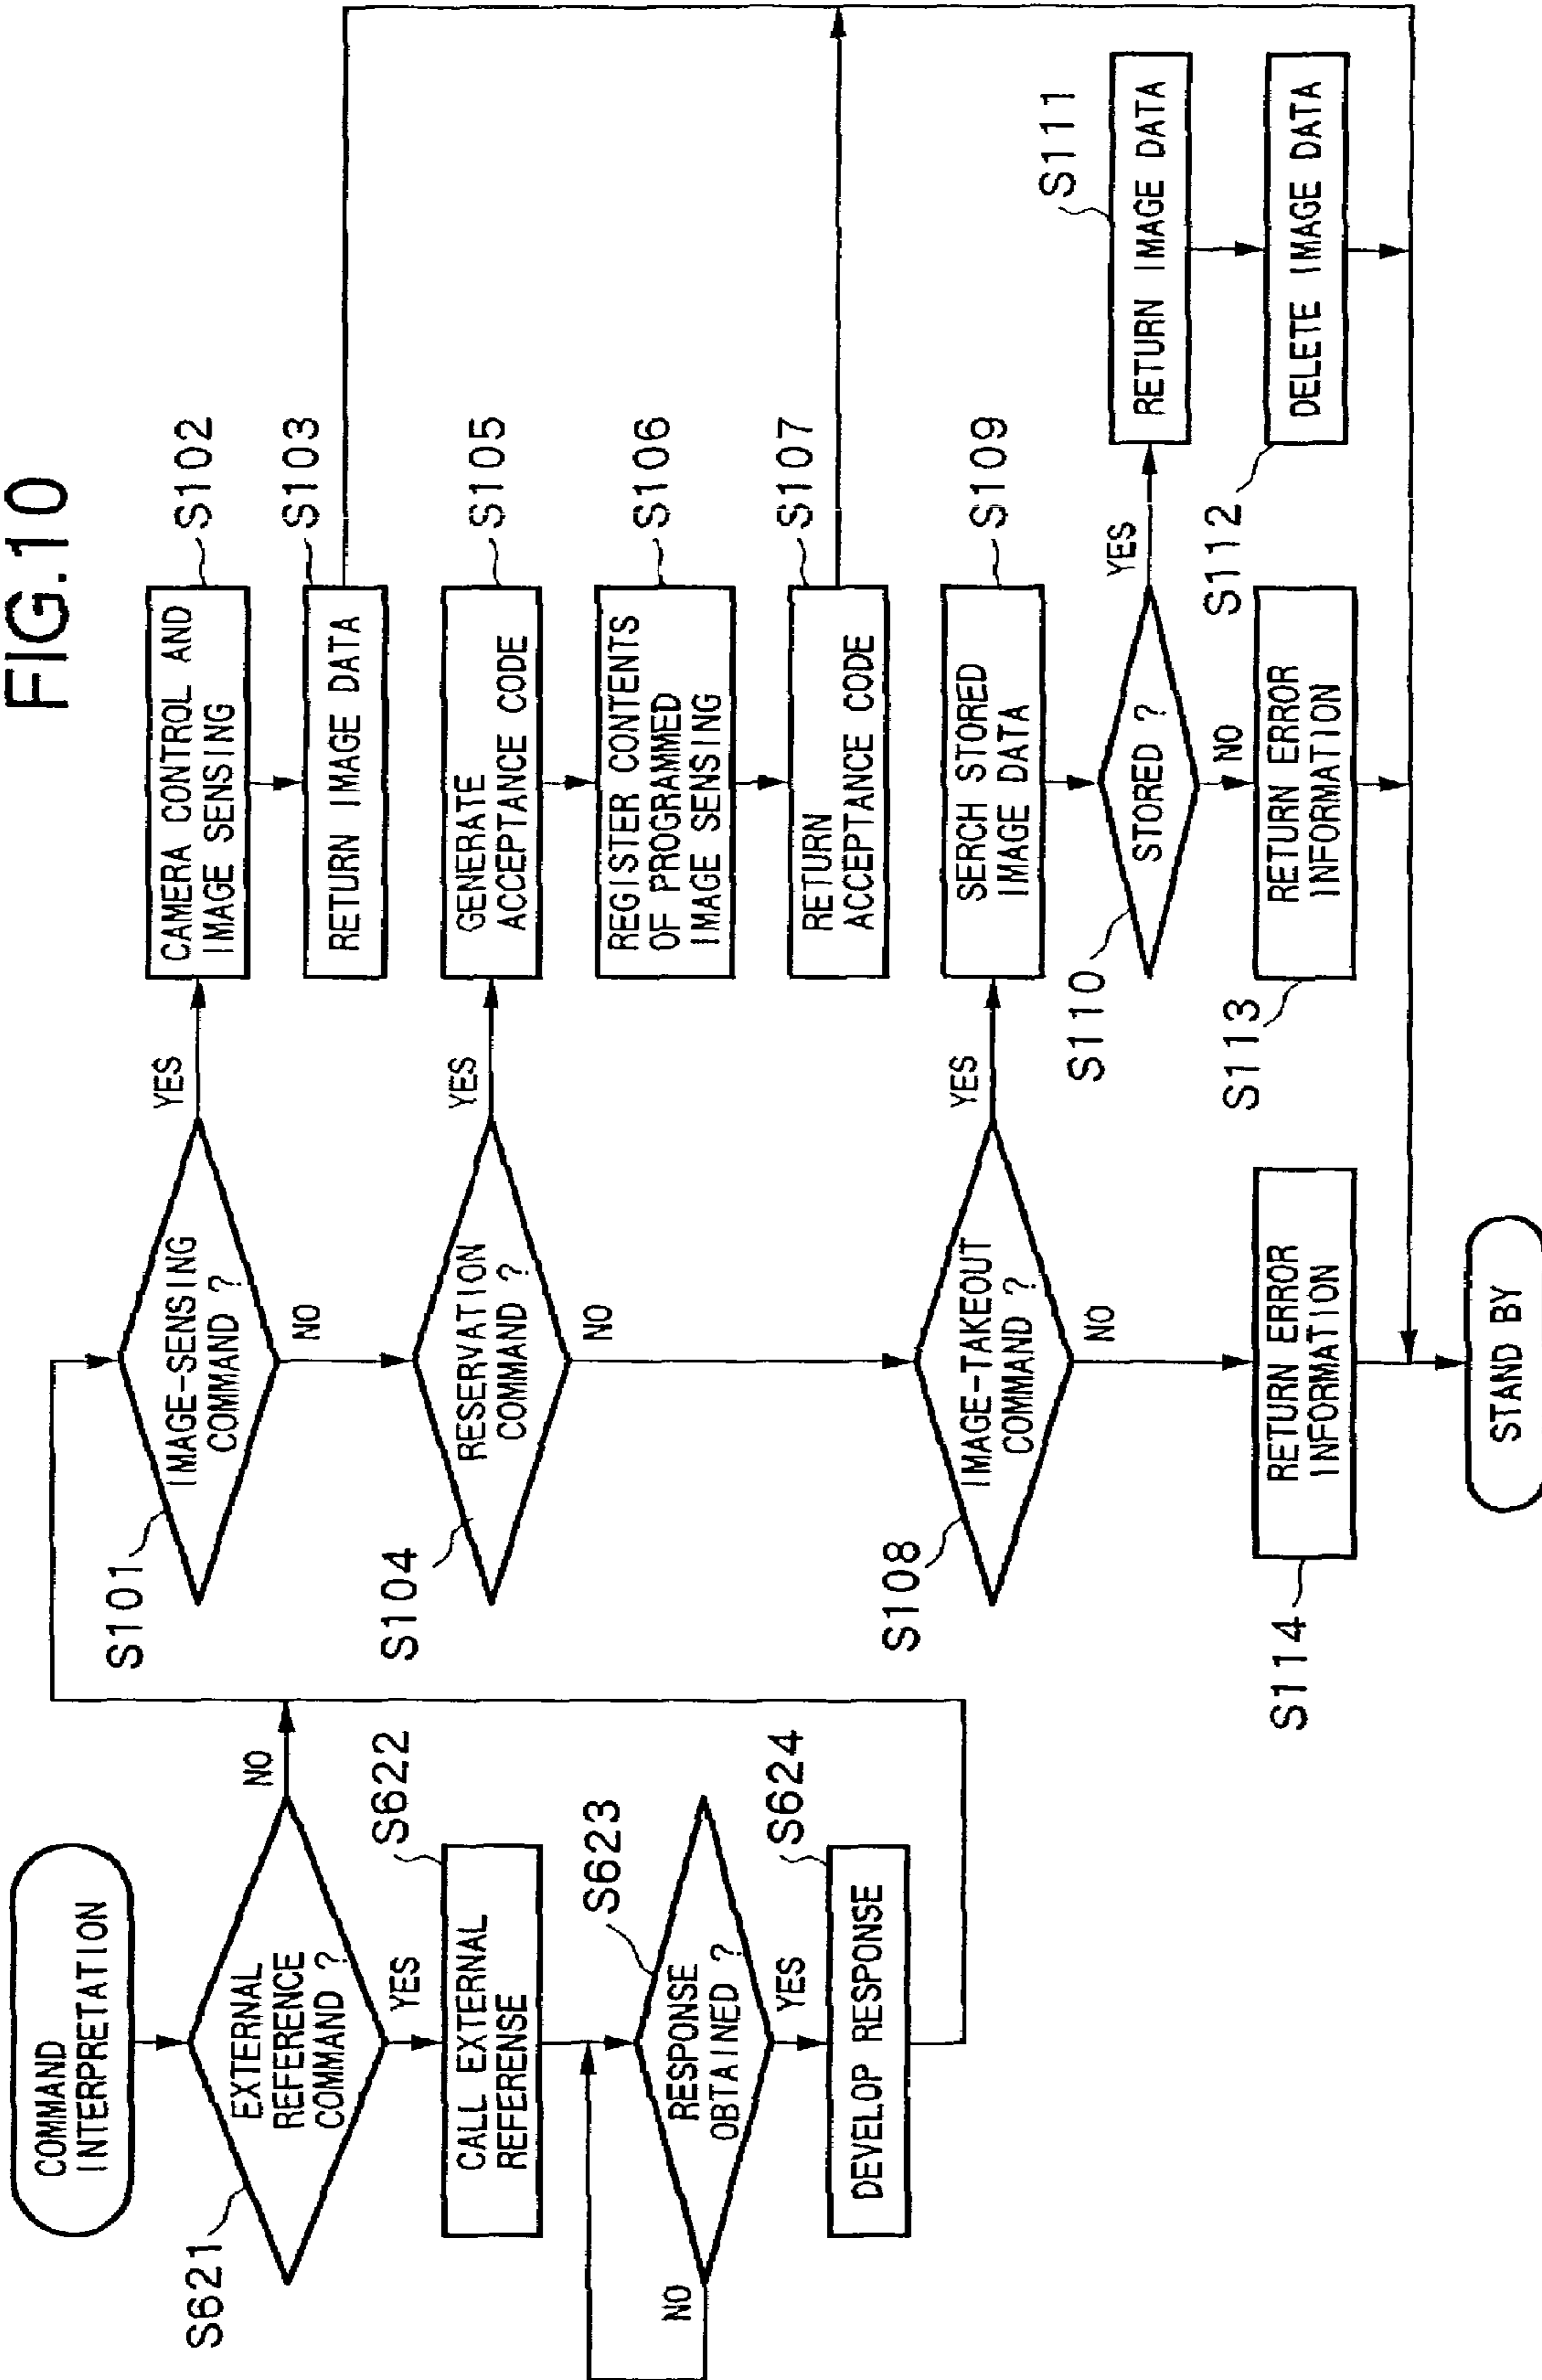 FIG.10
COMMAND
INTERPRETATION
S621
EXTERNAL
REFERENCE
COMMAND ?
NO
YES
S622
CALL EXTERNAL
REFERENSE
S623
RESPONSE
OBTAINED ?
NO
YES
S624
DEVELOP RESPONSE
S101
IMAGE-SENSING
COMMAND ?
YES
NO
S102
CAMERA CONTROL AND
IMAGE SENSING
S103
RETURN IMAGE DATA
S104
RESERVATION
COMMAND ?
YES
NO
S105
GENERATE
ACCEPTANCE CODE
S106
REGISTER CONTENTS
OF PROGRAMMED
IMAGE SENSING
S107
RETURN
ACCEPTANCE CODE
S108
IMAGE-TAKEOUT
COMMAND ?
YES
NO
S109
SERCH STORED
IMAGE DATA
S110
STORED ?
YES
NO
S111
RETURN IMAGE DATA
S112
DELETE IMAGE DATA
S113
RETURN ERROR
INFORMATION
S114
RETURN ERROR
INFORMATION
STAND BY